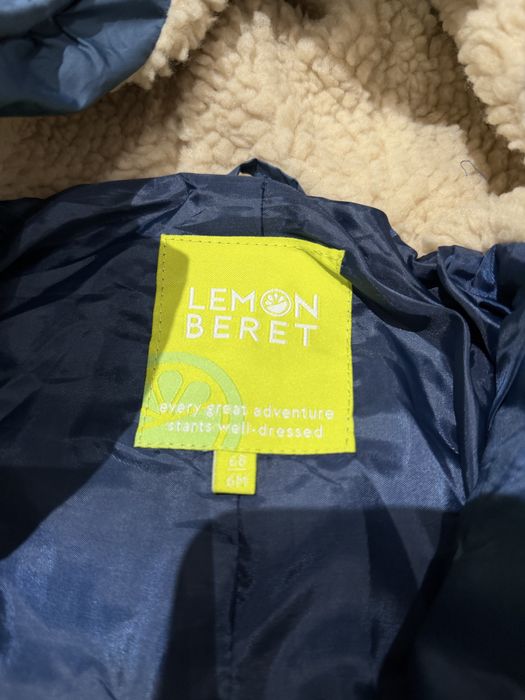 LEMON
BERET
every great adventure
starts well-dressed
68
6M